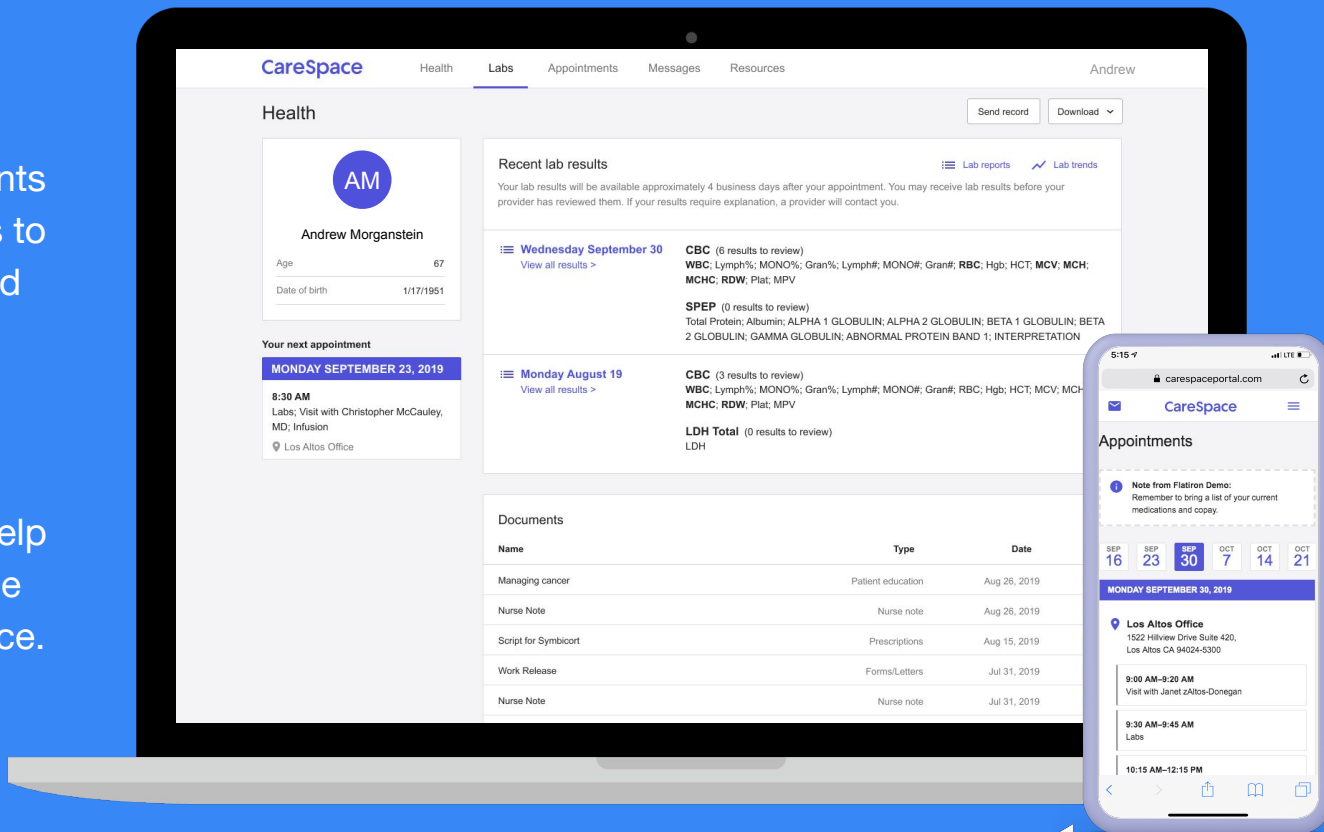 nts
s to
d
elp
e
ce.
CareSpace
Health
Labs
Appointments
Messages
Resources
Andrew
Health
Send record
Download
AM
Andrew Morganstein
Age 67
Date of birth 1/17/1951
Your next appointment
MONDAY SEPTEMBER 23, 2019
8:30 AM
Labs; Visit with Christopher McCauley,
MD; Infusion
Los Altos Office
Recent lab results
Lab reports
Lab trends
Your lab results will be available approximately 4 business days after your appointment. You may receive lab results before your
provider has reviewed them. If your results require explanation, a provider will contact you.
Wednesday September 30
View all results >
CBC (6 results to review)
WBC; Lymph%; MONO%; Gran%; Lymph#; MONO#; Gran#; RBC; Hgb; HCT; MCV; MCH;
MCHC; RDW; Plat; MPV
SPEP (0 results to review)
Total Protein; Albumin; ALPHA 1 GLOBULIN; ALPHA 2 GLOBULIN; BETA 1 GLOBULIN; BETA
2 GLOBULIN; GAMMA GLOBULIN; ABNORMAL PROTEIN BAND 1; INTERPRETATION
Monday August 19
View all results >
CBC (3 results to review)
WBC; Lymph%; MONO%; Gran%; Lymph#; MONO#; Gran#; RBC; Hgb; HCT; MCV; MCH
MCHC; RDW; Plat; MPV
LDH Total (0 results to review)
LDH
Documents
Name Type Date
Managing cancer Patient education Aug 26, 2019
Nurse Note Nurse note Aug 26, 2019
Script for Symbicort Prescriptions Aug 15, 2019
Work Release Forms/Letters Jul 31, 2019
Nurse Note Nurse note Jul 31, 2019
5:15
LTE
carespaceportal.com
CareSpace
Appointments
Note from Flatiron Demo:
Remember to bring a list of your current
medications and copay.
SEP SEP SEP OCT OCT OCT
16 23 30 7 14 21
MONDAY SEPTEMBER 30, 2019
Los Altos Office
1522 Hillview Drive Suite 420,
Los Altos CA 94024-5300
9:00 AM–9:20 AM
Visit with Janet zAltos-Donegan
9:30 AM–9:45 AM
Labs
10:15 AM–12:15 PM